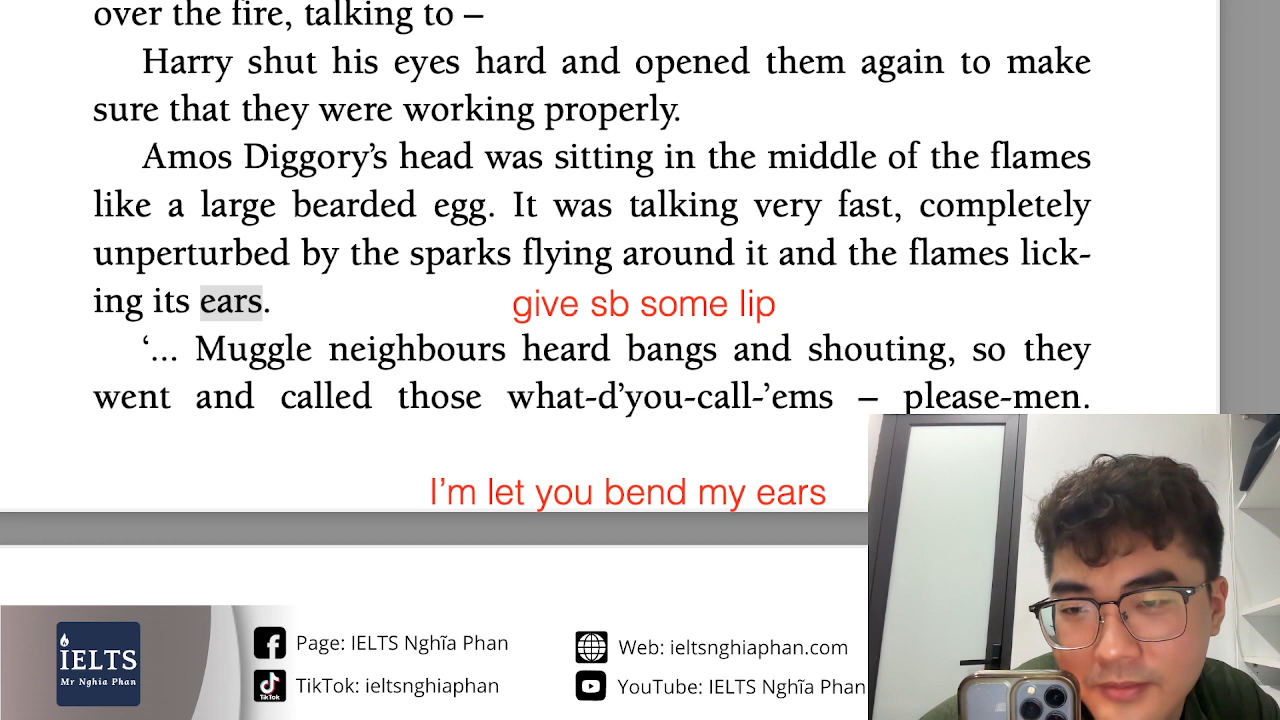 over the fire, talking to –
Harry shut his eyes hard and opened them again to make
sure that they were working properly.
Amos Diggory’s head was sitting in the middle of the flames
like a large bearded egg. It was talking very fast, completely
unperturbed by the sparks flying around it and the flames lick-
ing its ears.
give sb some lip
‘... Muggle neighbours heard bangs and shouting, so they
went and called those what-d’you-call-’ems – please-men.
I’m let you bend my ears
IELTS
Mr Nghia Phan
Page: IELTS Nghĩa Phan
TikTok
TikTok: ieltsnghiaphan
Web: ieltsnghiaphan.com
YouTube: IELTS Nghĩa Phan